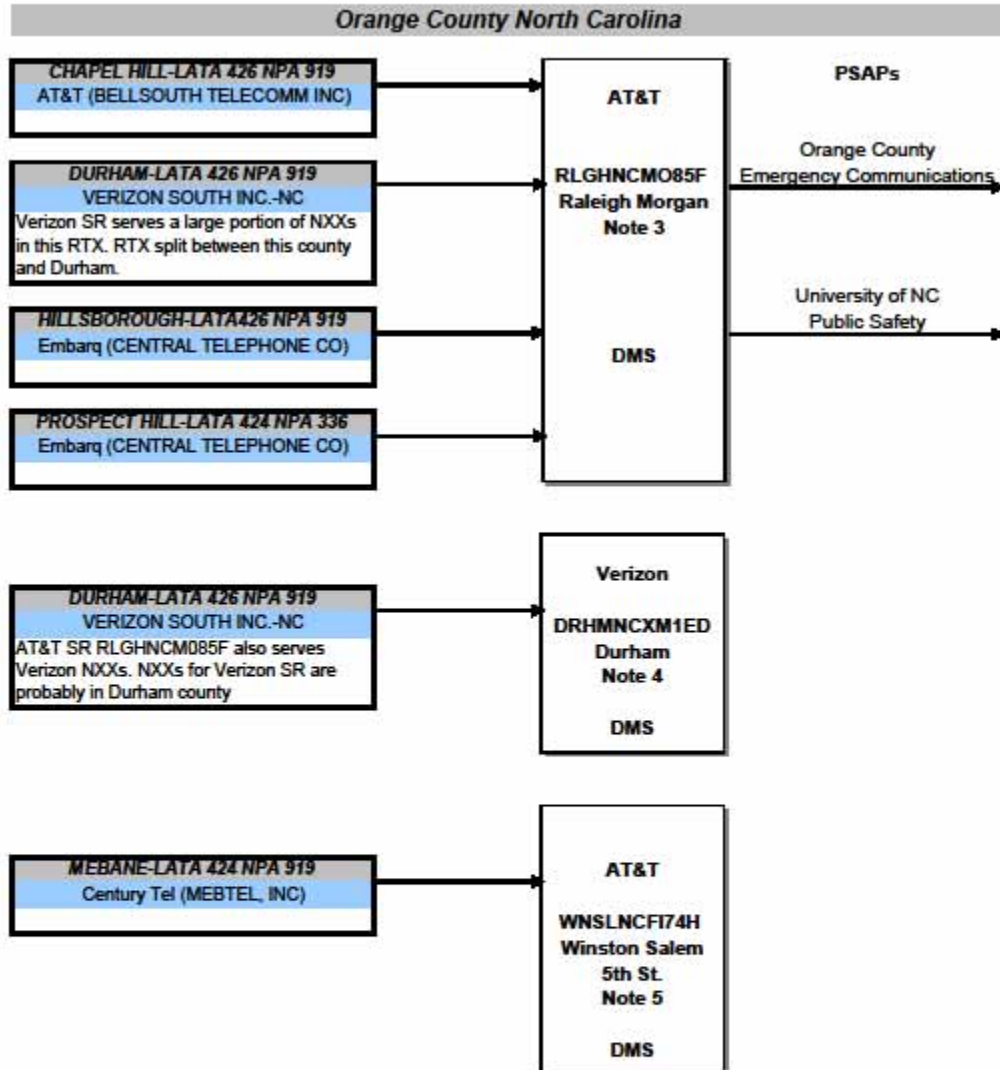 Orange County North Carolina
CHAPEL HILL-LATA 426 NPA 919
AT&T (BELLSOUTH TELECOMM INC)
DURHAM-LATA 426 NPA 919
VERIZON SOUTH INC.-NC
Verizon SR serves a large portion of NXXs
in this RTX. RTX split between this county
and Durham.
HILLSBOROUGH-LATA426 NPA 919
Embarq (CENTRAL TELEPHONE CO)
PROSPECT HILL-LATA 424 NPA 336
Embarq (CENTRAL TELEPHONE CO)
AT&T
RLGHNCMO85F
Raleigh Morgan
Note 3
DMS
PSAPs
Orange County
Emergency Communications
University of NC
Public Safety
DURHAM-LATA 426 NPA 919
VERIZON SOUTH INC.-NC
AT&T SR RLGHNCM085F also serves
Verizon NXXs. NXXs for Verizon SR are
probably in Durham county
Verizon
DRHMNCXM1ED
Durham
Note 4
DMS
MEBANE-LATA 424 NPA 919
Century Tel (MEBTEL, INC)
AT&T
WNSLNCFI74H
Winston Salem
5th St.
Note 5
DMS